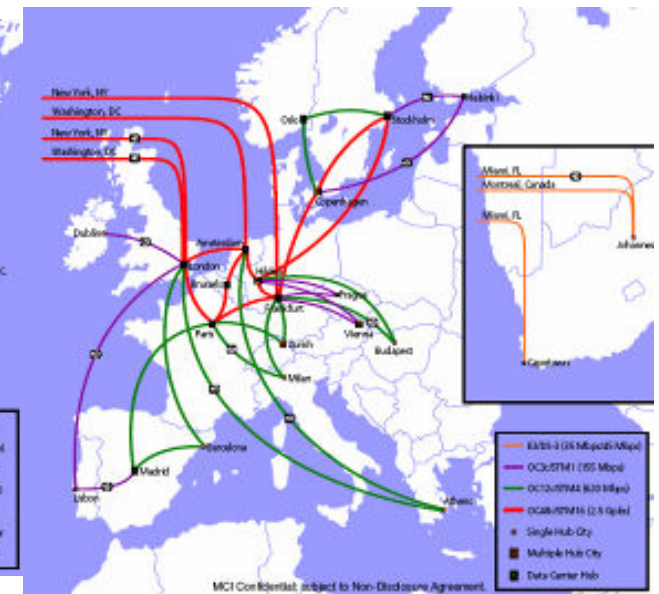 New York, NY
Washington, DC
New York, NY
Washington, DC
Oslo
Stockholm
Helsinki
Copenhagen
Miami, FL
Montreal, Canada
Miami, FL
Dublin
Amsterdam
London
Brussels
Frankfurt
Prague
Paris
Vienna
Zurich
Budapest
Milan
Capetown
Barcelona
Madrid
Lisbon
Athens
E3/DS-3 (35 Mbps/45 Mbps)
OC3c/STM1 (155 Mbps)
OC12c/STM4 (620 Mbps)
OC48c/STM16 (2.5 Gpbs)
Single Hub City
Multiple Hub City
Data Center Hub
MCI Confidential; subject to Non-Disclosure Agreement.